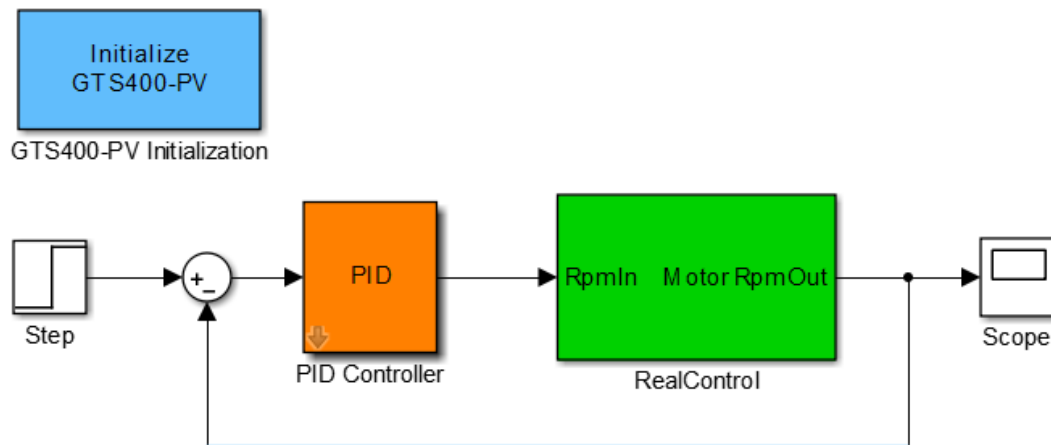 Initialize
GTS400-PV
GTS400-PV Initialization
+
−
Step
PID
PID Controller
RpmIn
Motor
RpmOut
RealControl
Scope